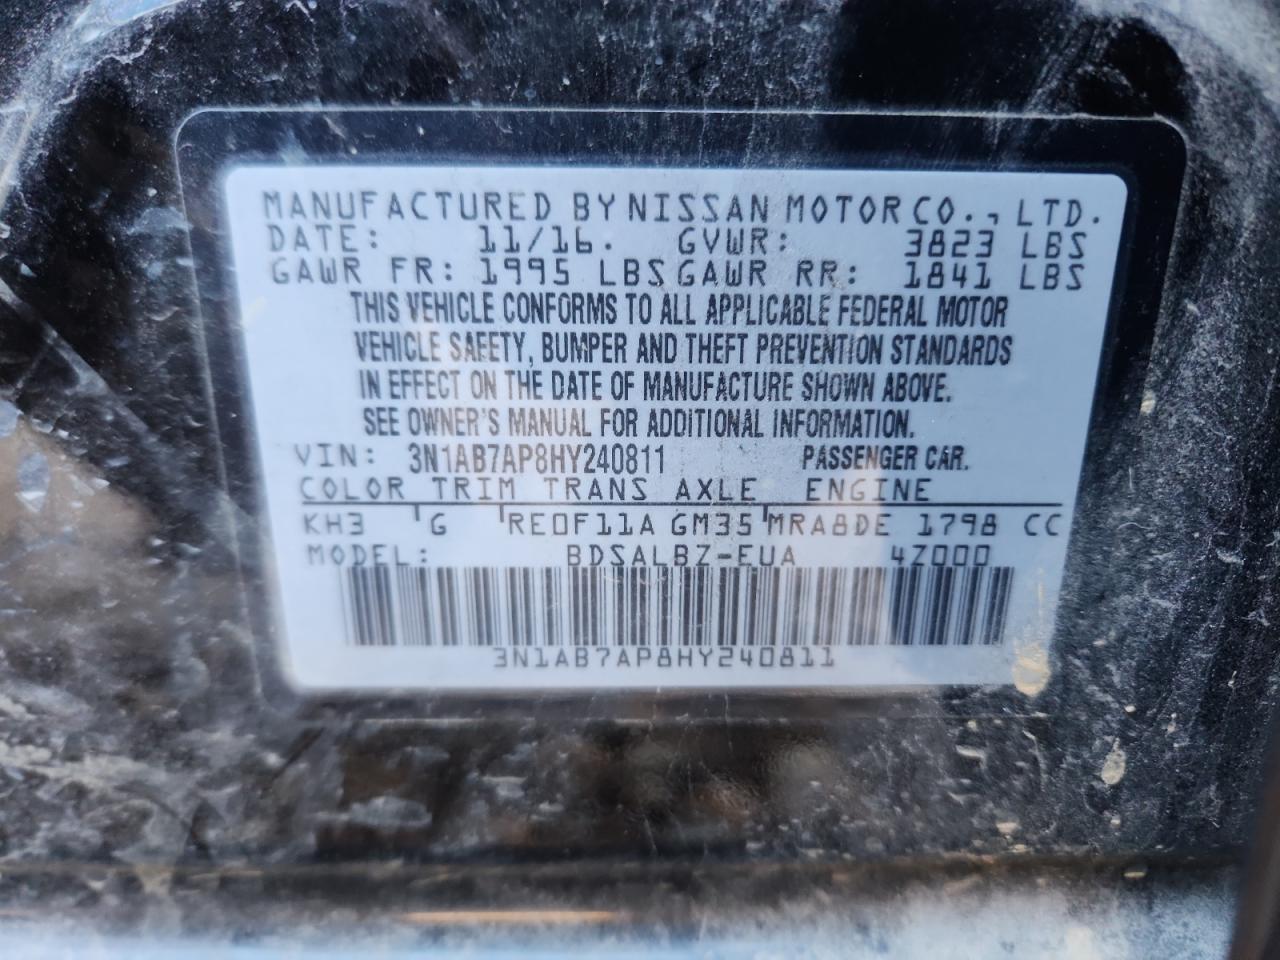 MANUFACTURED BY NISSAN MOTOR CO., LTD.
DATE: 11/16. GVWR: 3823 LBS
GAWR FR: 1995 LBS GAWR RR: 1841 LBS
THIS VEHICLE CONFORMS TO ALL APPLICABLE FEDERAL MOTOR
VEHICLE SAFETY, BUMPER AND THEFT PREVENTION STANDARDS
IN EFFECT ON THE DATE OF MANUFACTURE SHOWN ABOVE.
SEE OWNER'S MANUAL FOR ADDITIONAL INFORMATION.
VIN: 3N1AB7AP8HY240811 PASSENGER CAR.
COLOR TRIM TRANS AXLE ENGINE
KH3 G RE0F11A GM35 MRA8DE 1798 CC
MODEL: BDSALBZ-EUA 4Z000
3N1AB7AP8HY240811